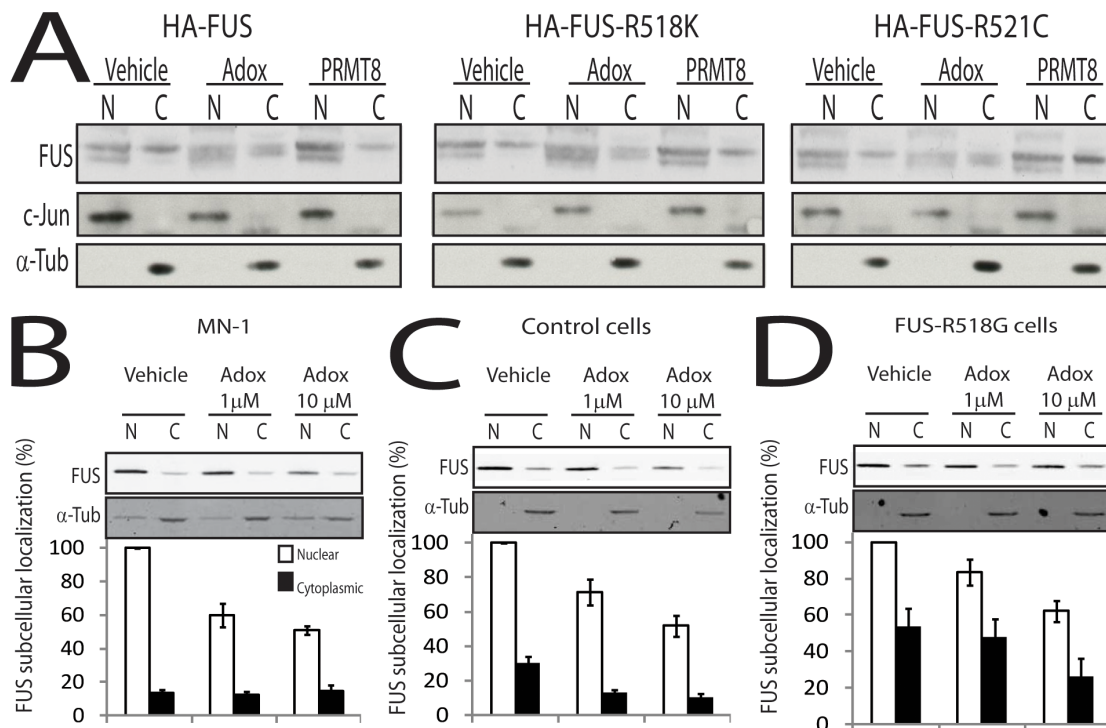 A
HA-FUS HA-FUS-R518K HA-FUS-R521C
Vehicle Adox PRMT8 Vehicle Adox PRMT8 Vehicle Adox PRMT8
N C N C N C N C N C N C N C N C N C
FUS
c-Jun
α-Tub
B
MN-1
Vehicle Adox 1μM Adox 10 μM
N C N C N C
FUS
α-Tub
FUS subcellular localization (%)
100
80
60
40
20
0
Nuclear
Cytoplasmic
C
Control cells
Vehicle Adox 1μM Adox 10 μM
N C N C N C
FUS
α-Tub
FUS subcellular localization (%)
100
80
60
40
20
0
D
FUS-R518G cells
Vehicle Adox 1μM Adox 10 μM
N C N C N C
FUS
α-Tub
FUS subcellular localization (%)
100
80
60
40
20
0